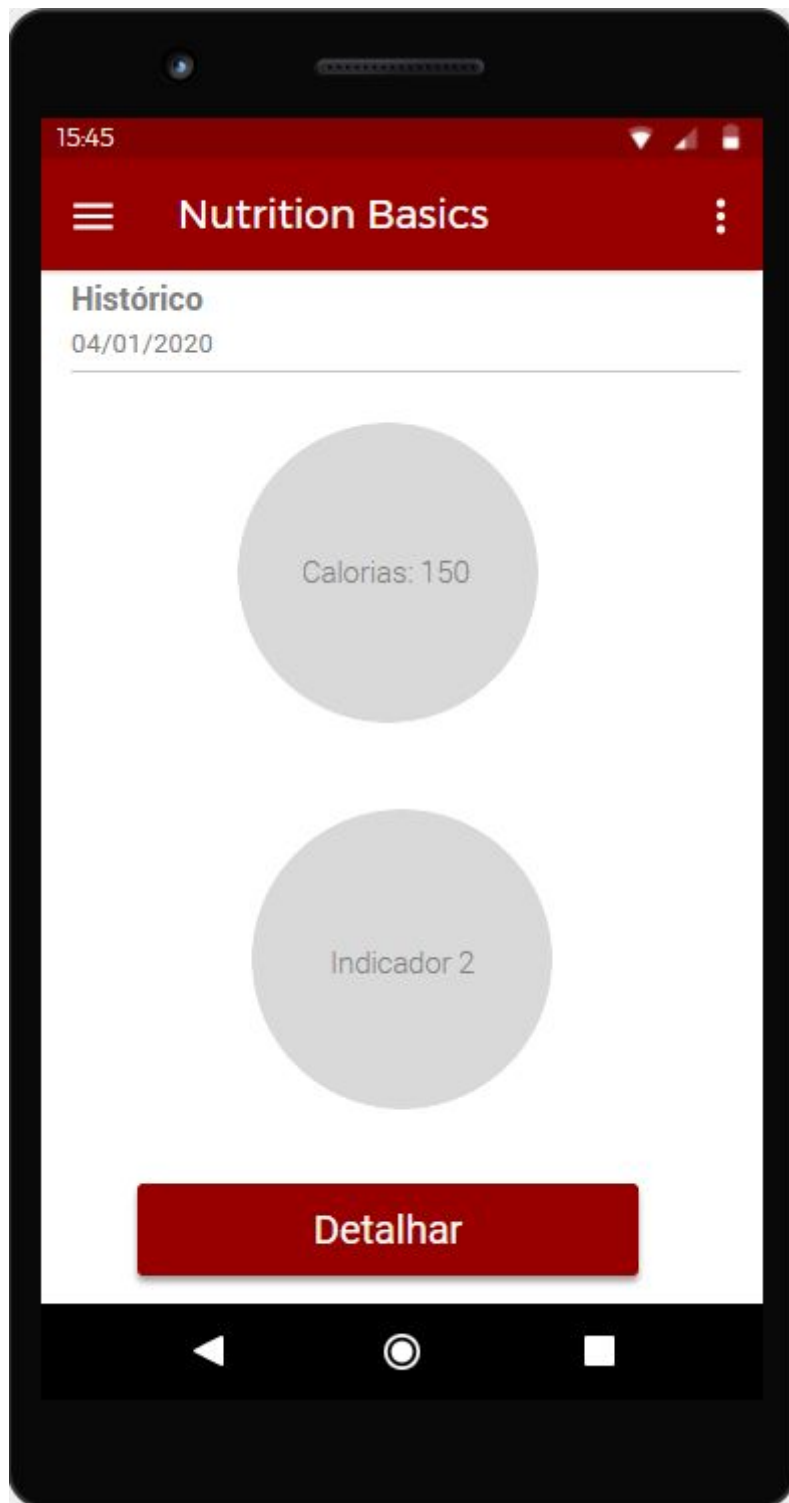 15:45
Nutrition Basics
Histórico
04/01/2020
Calorias: 150
Indicador 2
Detalhar